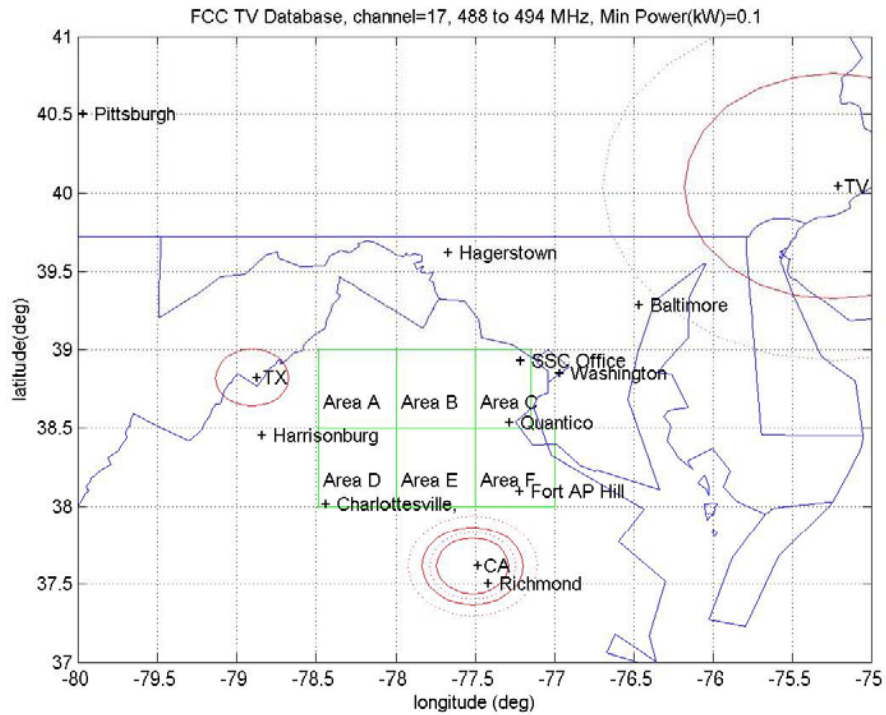 FCC TV Database, channel=17, 488 to 494 MHz, Min Power(kW)=0.1
41
40.5
40
39.5
39
38.5
38
37.5
37
latitude(deg)
Pittsburgh
TV
Hagerstown
Baltimore
SSC Office
TX
Washington
Area A
Area B
Area C
Quantico
Harrisonburg
Area D
Area E
Area F
Fort AP Hill
Charlottesville,
CA
Richmond
-80
-79.5
-79
-78.5
-78
-77.5
-77
-76.5
-76
-75.5
-75
longitude (deg)